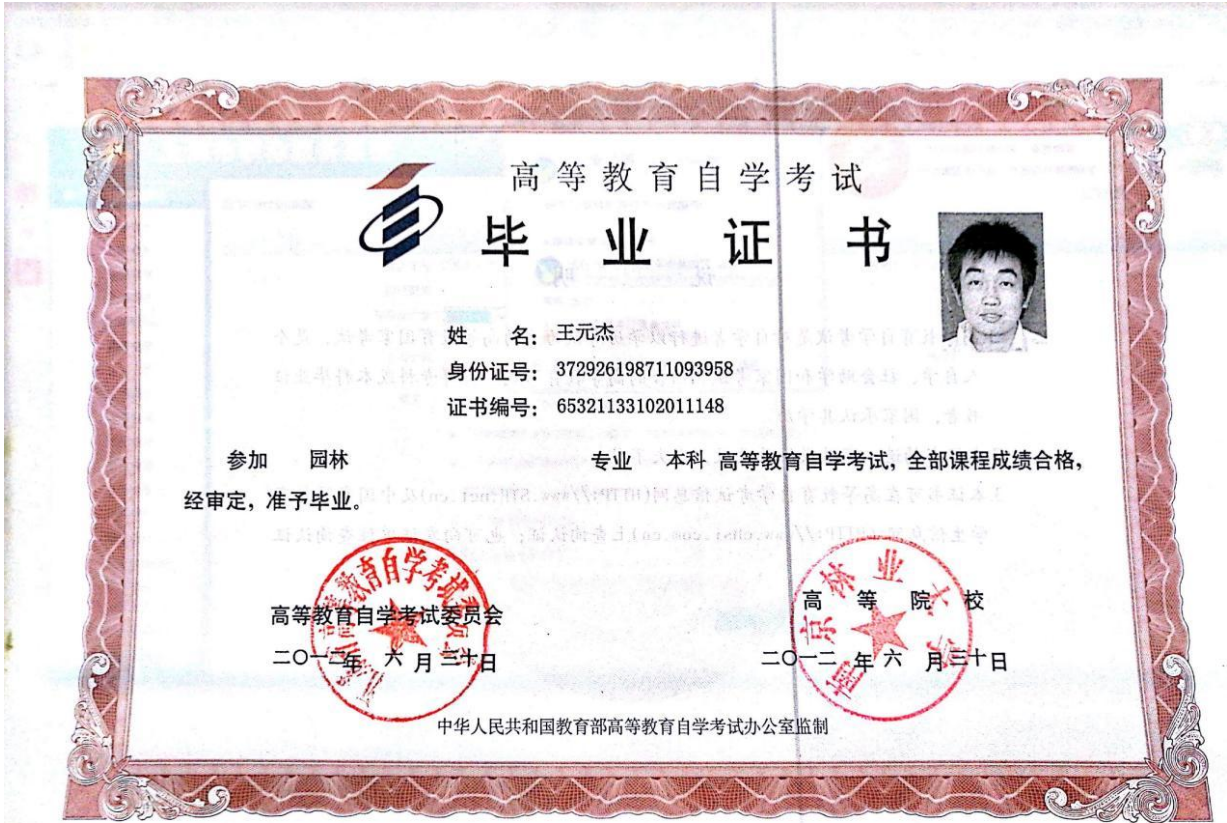 高等教育自学考试
毕业证书
姓 名：王元杰
身份证号：372926198711093958
证书编号：65321133102011148
参加 园林 专业 本科 高等教育自学考试，全部课程成绩合格，
经审定，准予毕业。
高等教育自学考试委员会
高等院校
二〇一二年 六 月 三十日
二〇一二 年 六 月 三十日
中华人民共和国教育部高等教育自学考试办公室监制